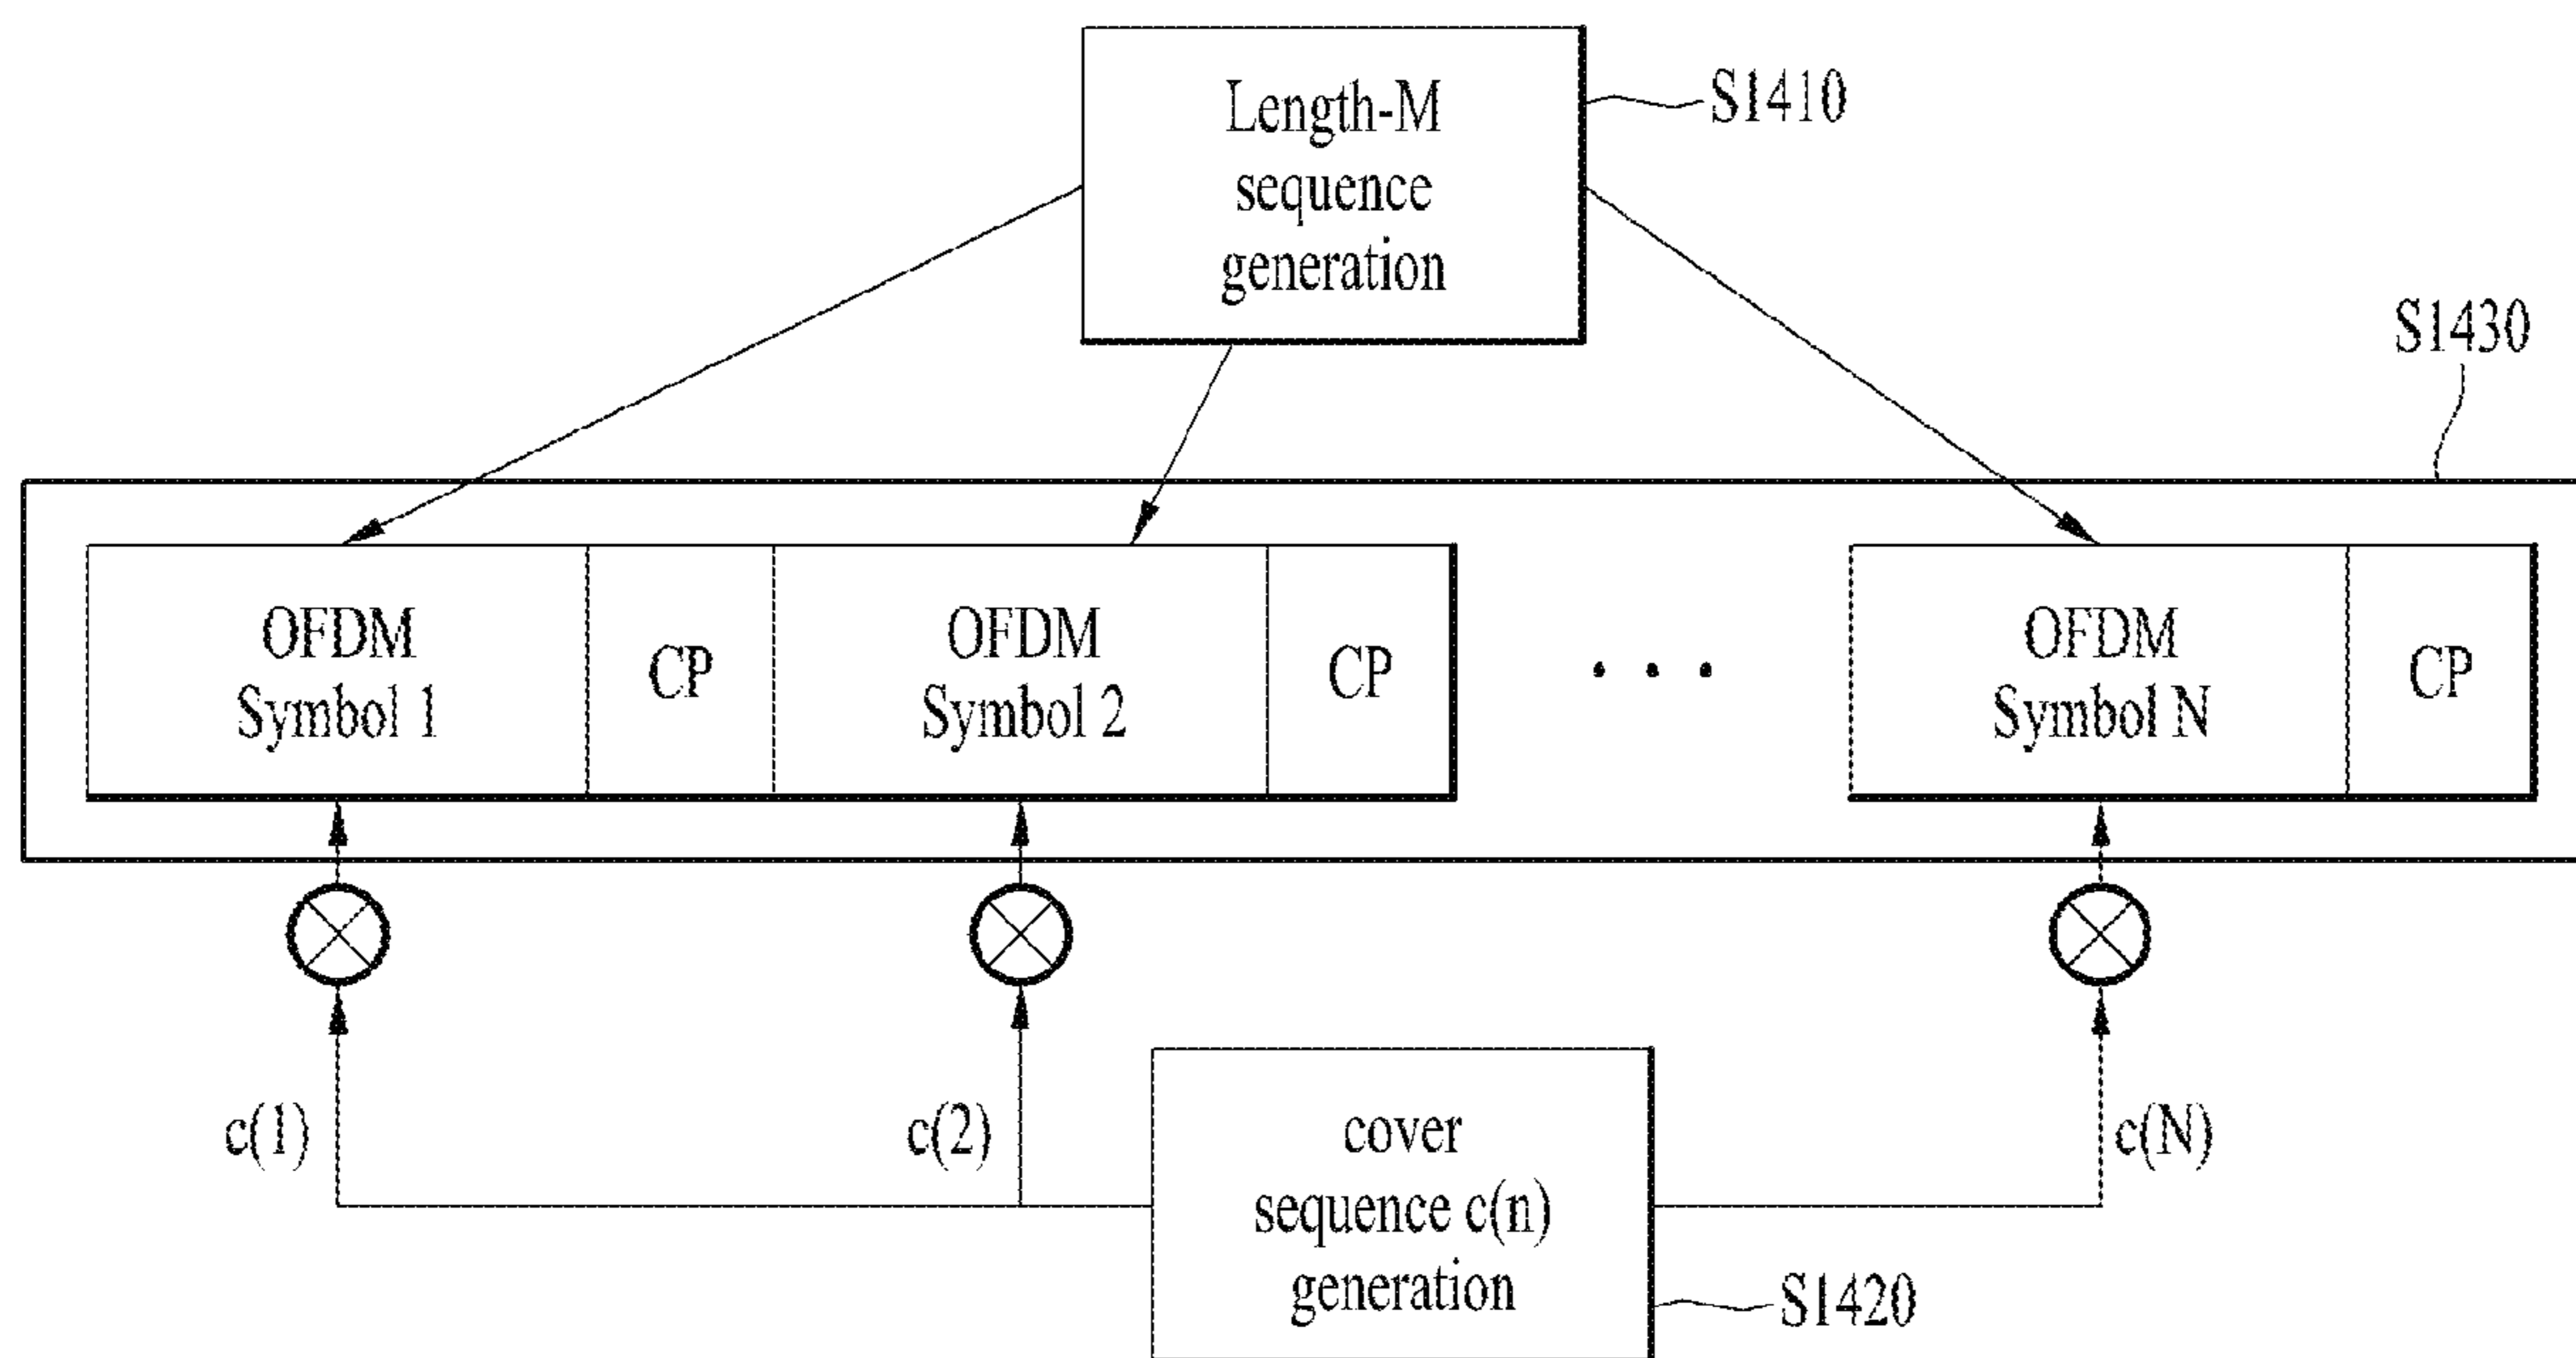 Length-M
sequence
generation
S1410
S1430
OFDM
Symbol 1
CP
OFDM
Symbol 2
CP
. . .
OFDM
Symbol N
CP
c(1)
c(2)
c(N)
cover
sequence c(n)
generation
S1420